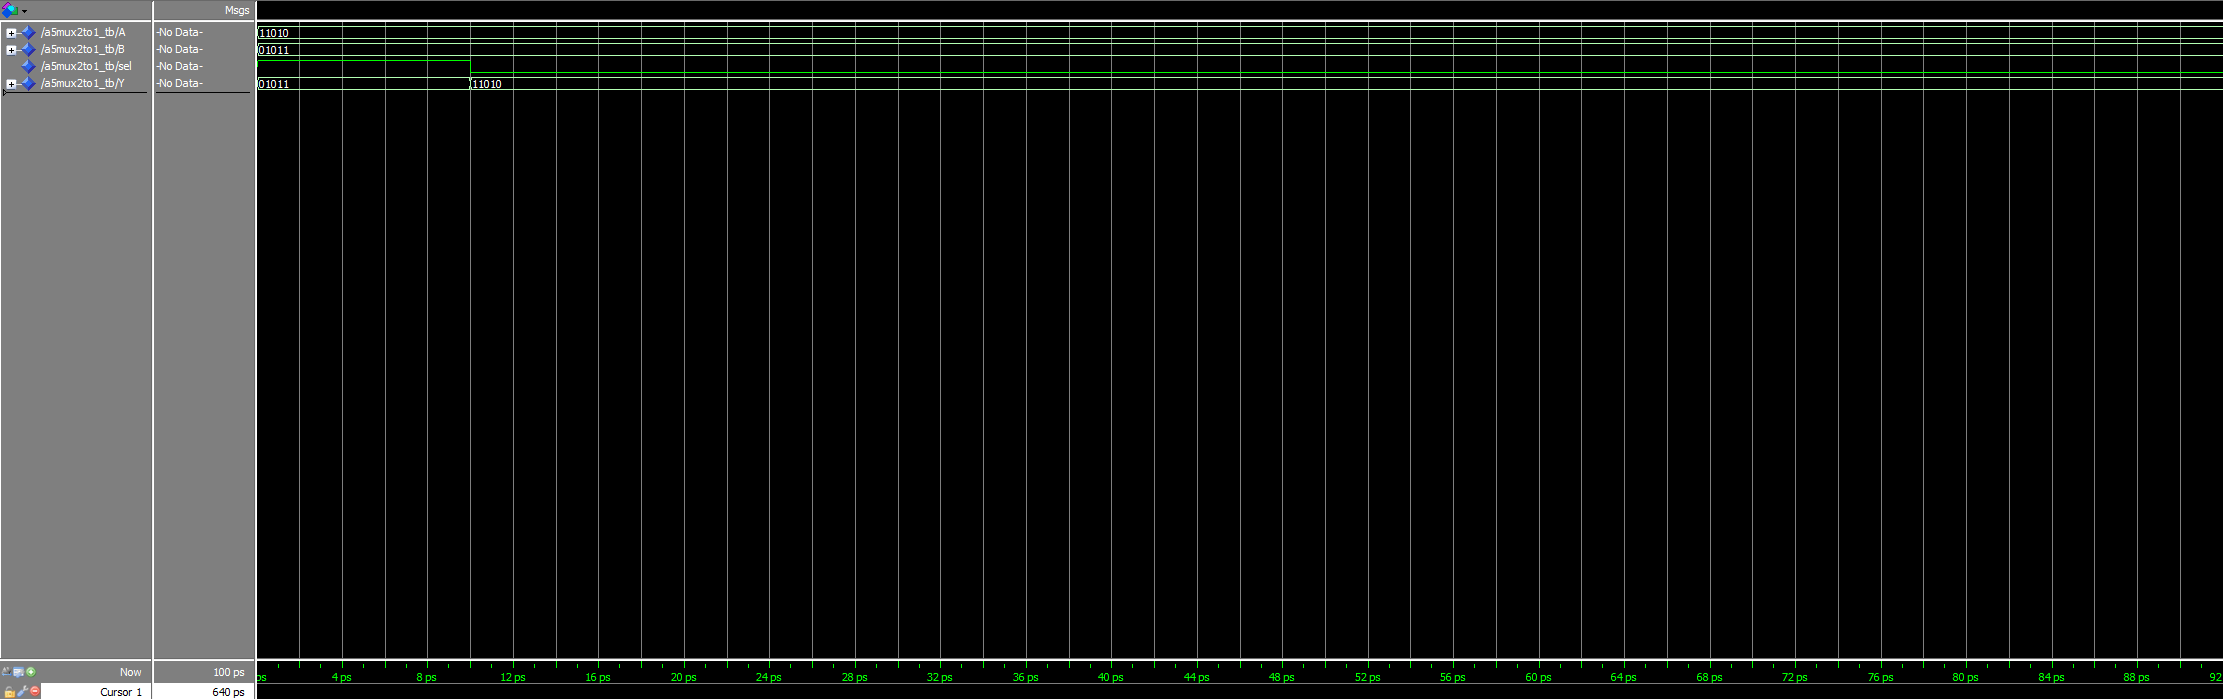 Msgs
/a5mux2to1_tb/A -No Data- 11010
/a5mux2to1_tb/B -No Data- 01011
/a5mux2to1_tb/sel -No Data-
/a5mux2to1_tb/Y -No Data- 01011 11010
Now 100 ps
ps 4 ps 8 ps 12 ps 16 ps 20 ps 24 ps 28 ps 32 ps 36 ps 40 ps 44 ps 48 ps 52 ps 56 ps 60 ps 64 ps 68 ps 72 ps 76 ps 80 ps 84 ps 88 ps 92
Cursor 1 640 ps